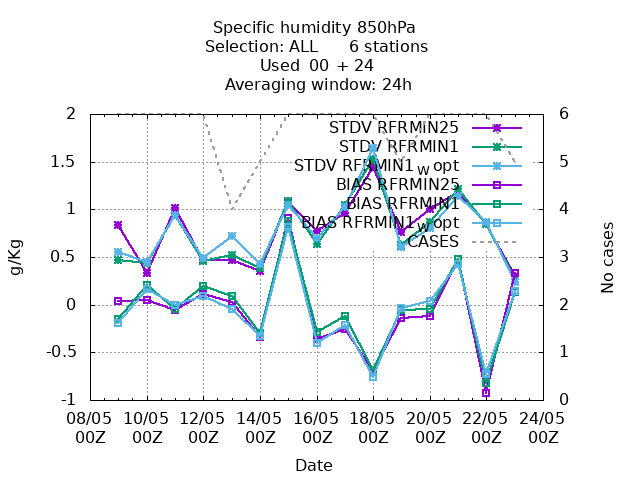 Specific humidity 850hPa
Selection: ALL 6 stations
Used 00 + 24
Averaging window: 24h
STDV RFRMIN25
STDV RFRMIN1
STDV RFRMIN1_W opt
BIAS RFRMIN25
BIAS RFRMIN1
BIAS RFRMIN1_W opt
CASES
2
1.5
1
0.5
0
-0.5
-1
g/Kg
6
5
4
3
2
1
0
No cases
08/05 10/05 12/05 14/05 16/05 18/05 20/05 22/05 24/05
00Z 00Z 00Z 00Z 00Z 00Z 00Z 00Z 00Z
Date